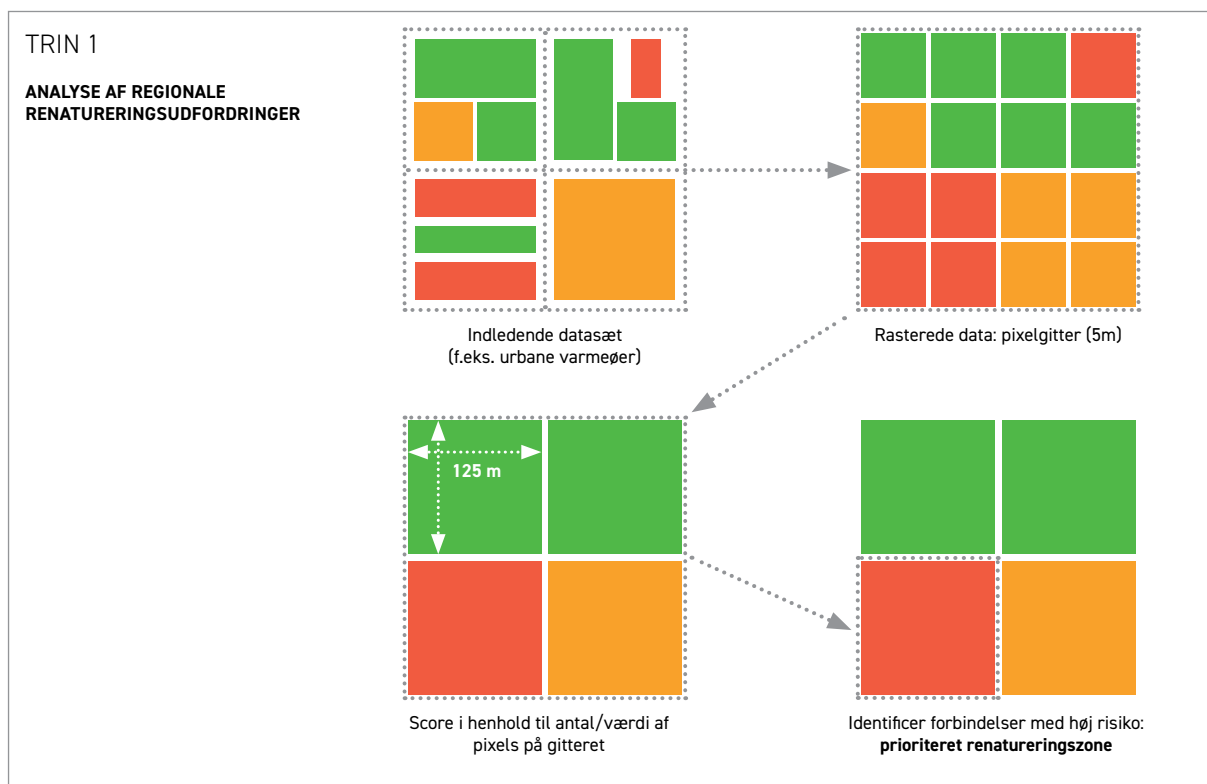 TRIN 1
ANALYSE AF REGIONALE
RENATURERINGSUDFORDRINGER
Indledende datasæt
(f.eks. urbane varmeøer)
Rasterede data: pixelgitter (5m)
125 m
Score i henhold til antal/værdi af
pixels på gitteret
Identificer forbindelser med høj risiko:
prioriteret renatureringszone